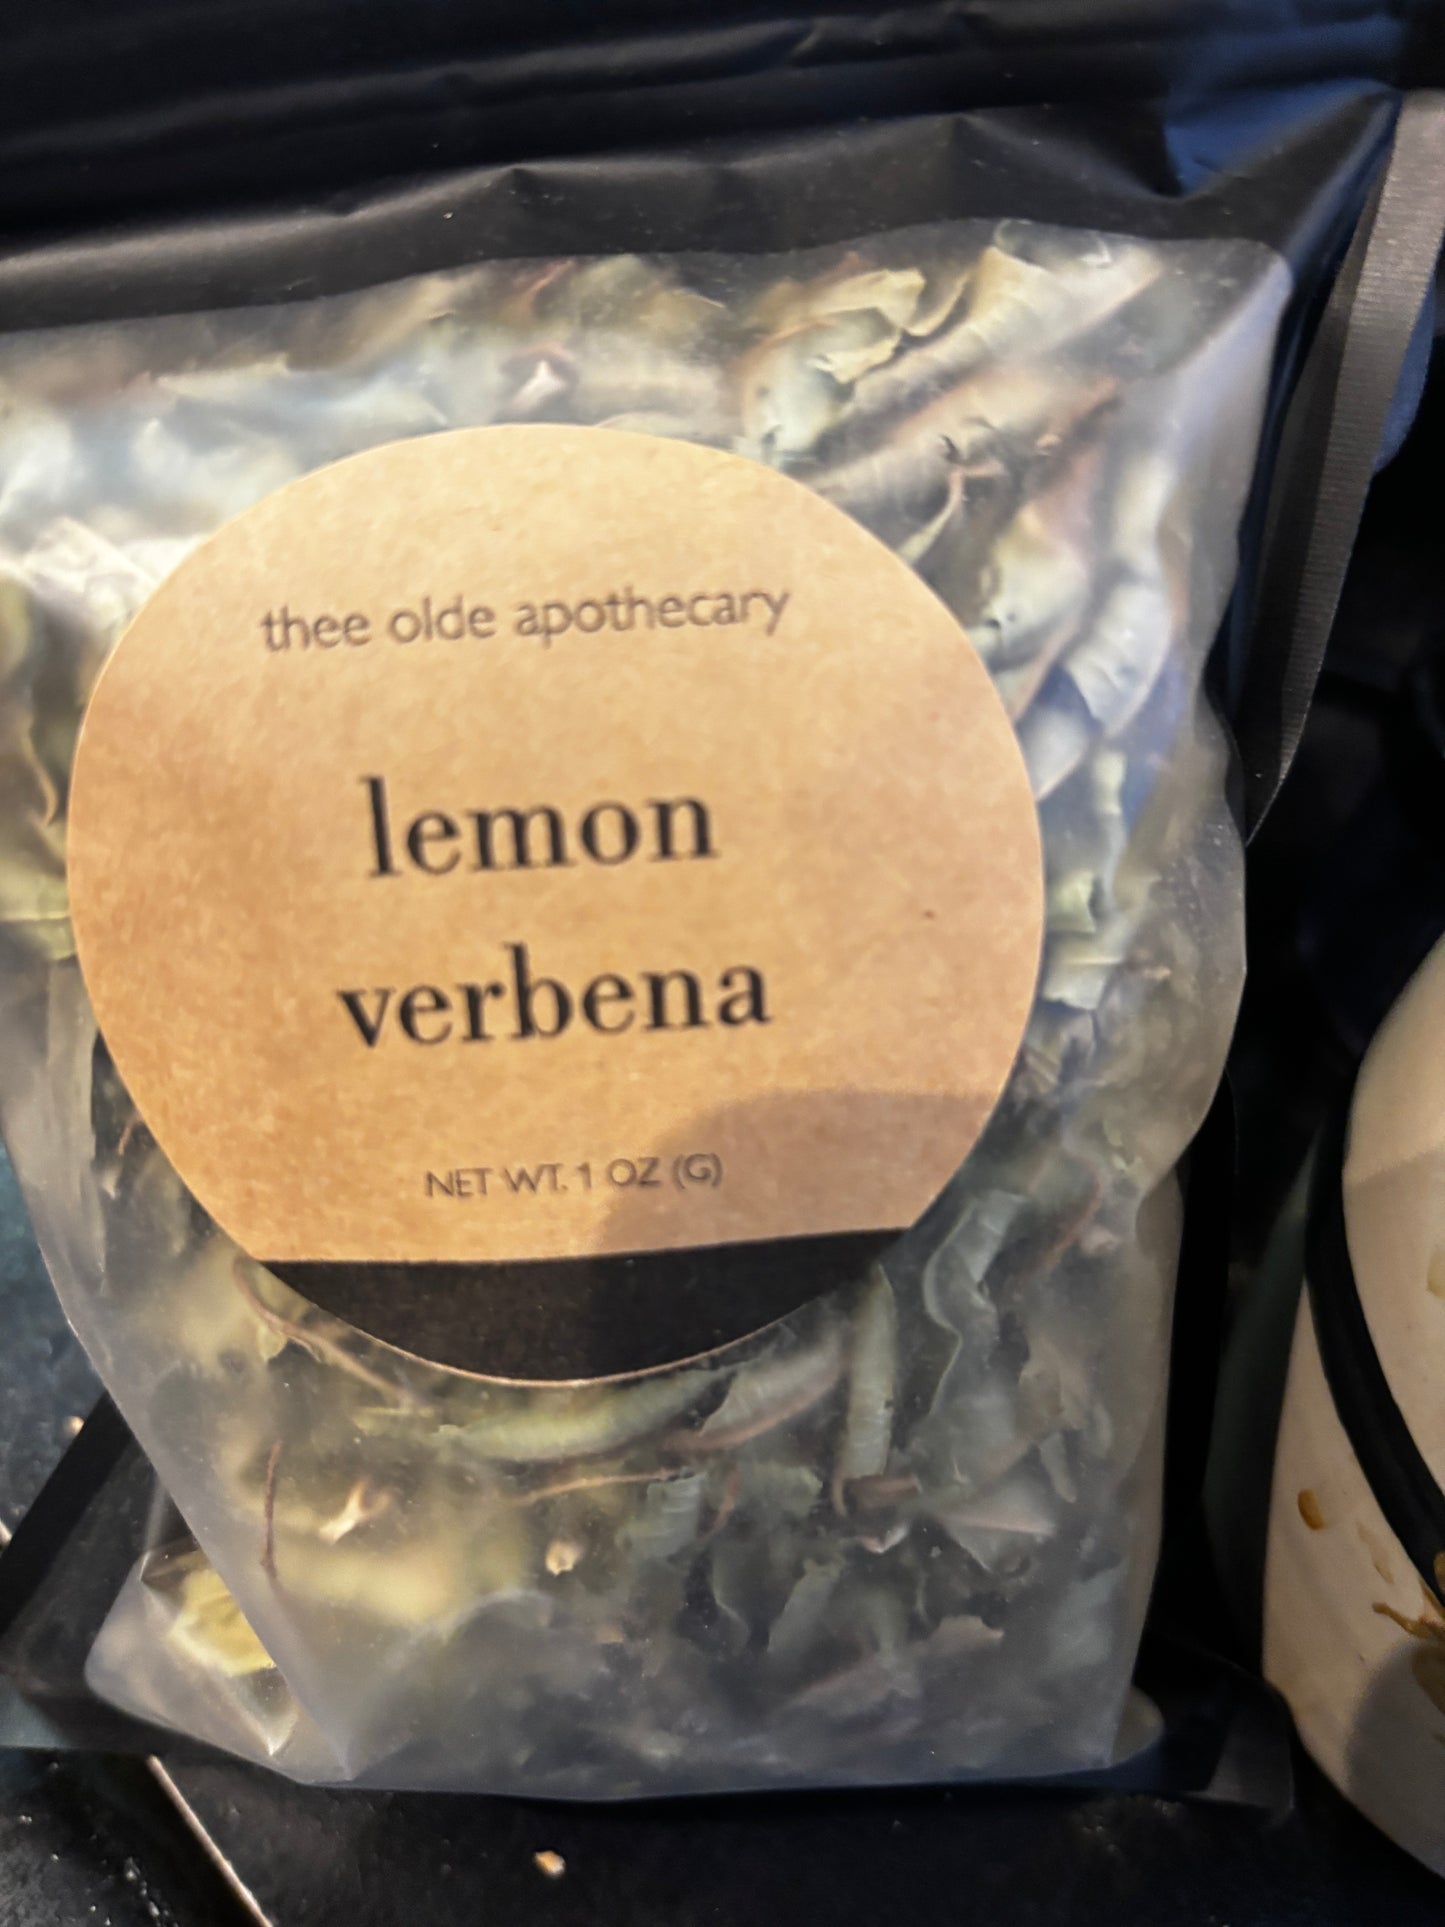 thee olde apothecary
lemon
verbena
NET WT. 1 OZ (G)